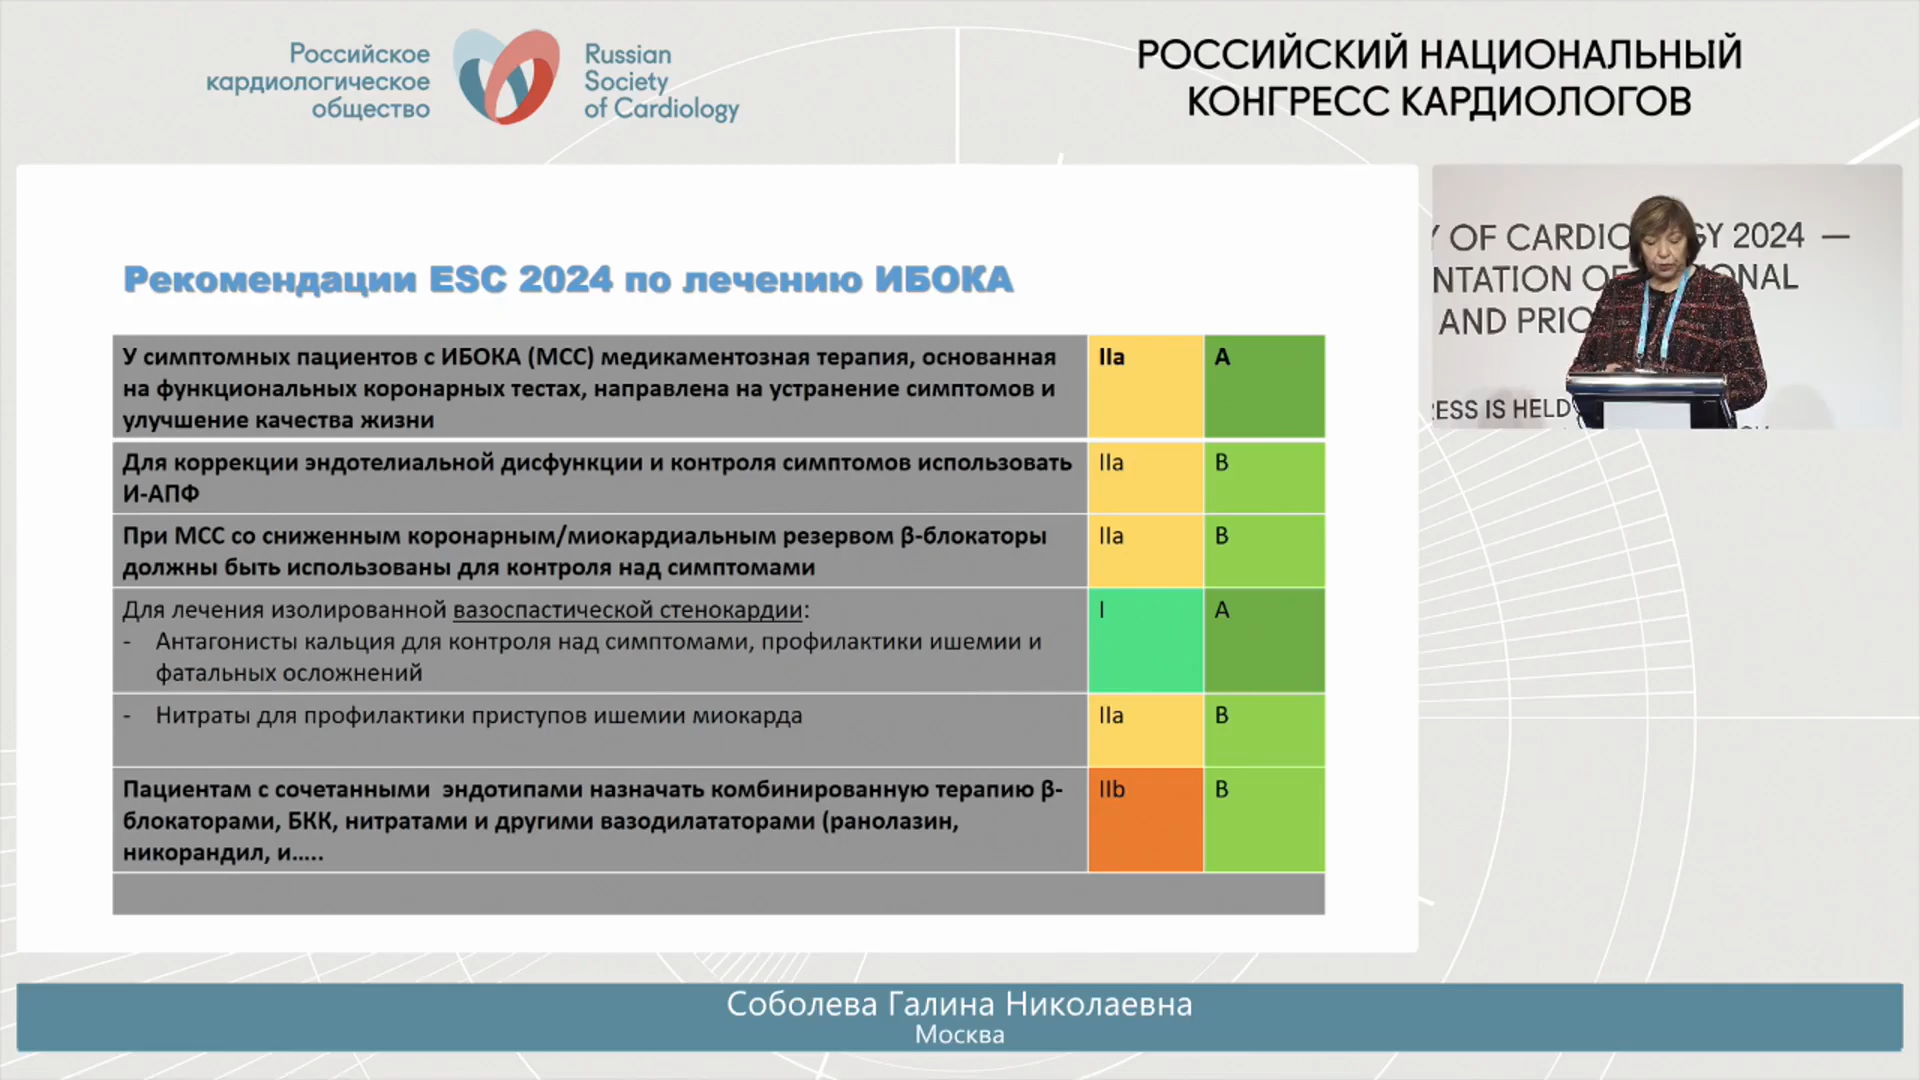 Российское
кардиологическое
общество
Russian
Society
of Cardiology
РОССИЙСКИЙ НАЦИОНАЛЬНЫЙ
КОНГРЕСС КАРДИОЛОГОВ
Рекомендации ESC 2024 по лечению ИБОКА
У симптомных пациентов с ИБОКА (МСС) медикаментозная терапия, основанная
на функциональных коронарных тестах, направлена на устранение симптомов и
улучшение качества жизни
IIa
A
Для коррекции эндотелиальной дисфункции и контроля симптомов использовать
И-АПФ
IIa
B
При МСС со сниженным коронарным/миокардиальным резервом β-блокаторы
должны быть использованы для контроля над симптомами
IIa
B
Для лечения изолированной вазоспастической стенокардии:
- Антагонисты кальция для контроля над симптомами, профилактики ишемии и
фатальных осложнений
I
A
- Нитраты для профилактики приступов ишемии миокарда
IIa
B
Пациентам с сочетанными эндотипами назначать комбинированную терапию β-
блокаторами, БКК, нитратами и другими вазодилататорами (ранолазин,
никорандил, и.....
IIb
B
OF CARDIO GY 2024 —
NTATION O NAL
AND PRIO
ESS IS HELD
Соболева Галина Николаевна
Москва